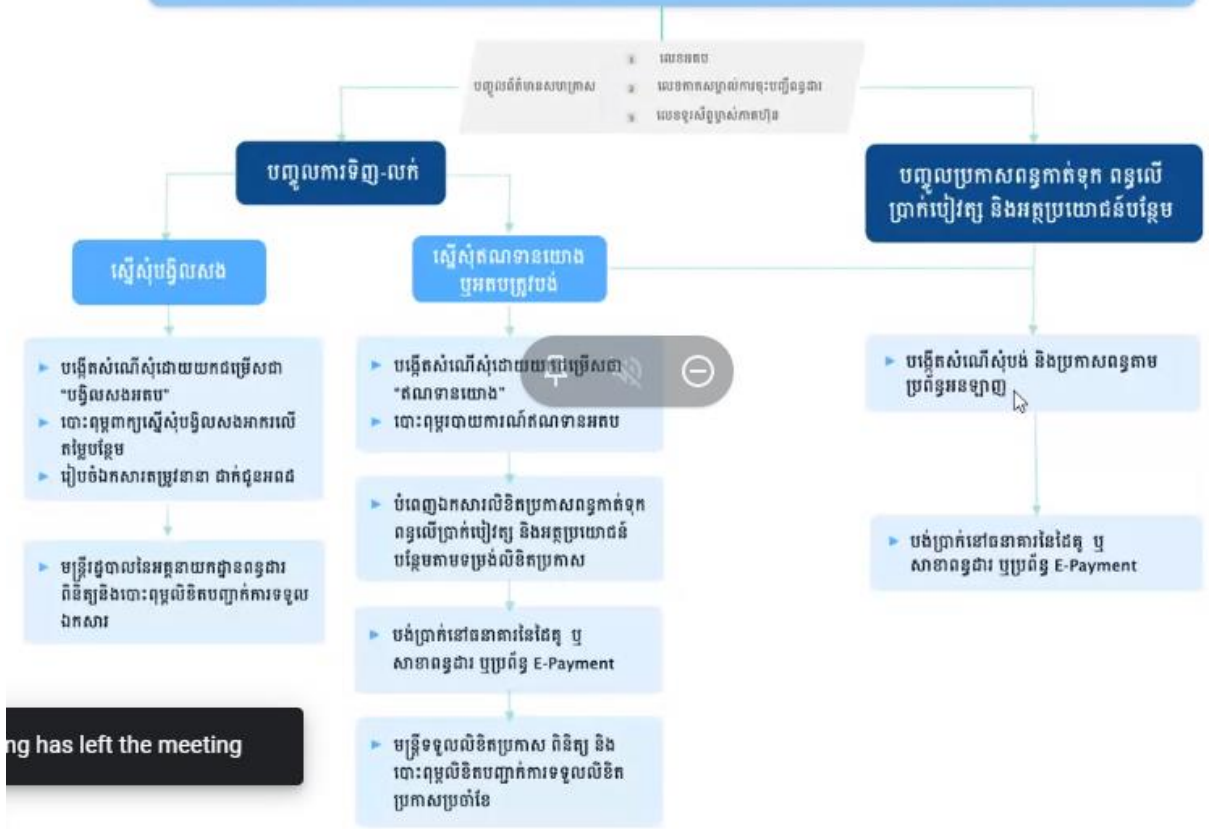 បញ្ចូលព័ត៌មានសហគ្រាស
1 លេខអតប
2 លេខកាតសម្គាល់ការចុះបញ្ជីពន្ធដារ
3 លេខទូរស័ព្ទម្ចាស់ភាគហ៊ុន
បញ្ចូលការទិញ-លក់
បញ្ចូលប្រកាសពន្ធកាត់ទុក ពន្ធលើ
ប្រាក់បៀវត្ស និងអត្ថប្រយោជន៍បន្ថែម
ស្នើសុំបង្វិលសង
ស្នើសុំឥណទានយោង
ឬអតបត្រូវបង់
បង្កើតសំណើសុំដោយយកជម្រើសជា
“បង្វិលសងអតប”
បោះពុម្ពពាក្យស្នើសុំបង្វិលសងអាករលើ
តម្លៃបន្ថែម
រៀបចំឯកសារតម្រូវនានា ដាក់ជូនអពដ
មន្ត្រីរដ្ឋបាលនៃអគ្គនាយកដ្ឋានពន្ធដារ
ពិនិត្យនិងបោះពុម្ពលិខិតបញ្ជាក់ការទទួល
ឯកសារ
បង្កើតសំណើសុំដោយ
“ឥណទានយោង”
បោះពុម្ពរបាយការណ៍ឥណទានអតប
បំពេញឯកសារលិខិតប្រកាសពន្ធកាត់ទុក
ពន្ធលើប្រាក់បៀវត្ស និងអត្ថប្រយោជន៍
បន្ថែមតាមទម្រង់លិខិតប្រកាស
បង់ប្រាក់នៅធនាគារនៃដៃគូ ឬ
សាខាពន្ធដារ ឬប្រព័ន្ធ E-Payment
មន្ត្រីទទួលលិខិតប្រកាស ពិនិត្យ និង
បោះពុម្ពលិខិតបញ្ជាក់ការទទួលលិខិត
ប្រកាសប្រចាំខែ
បង្កើតសំណើសុំបង់ និងប្រកាសពន្ធតាម
ប្រព័ន្ធអនឡាញ
បង់ប្រាក់នៅធនាគារនៃដៃគូ ឬ
សាខាពន្ធដារ ឬប្រព័ន្ធ E-Payment
ng has left the meeting